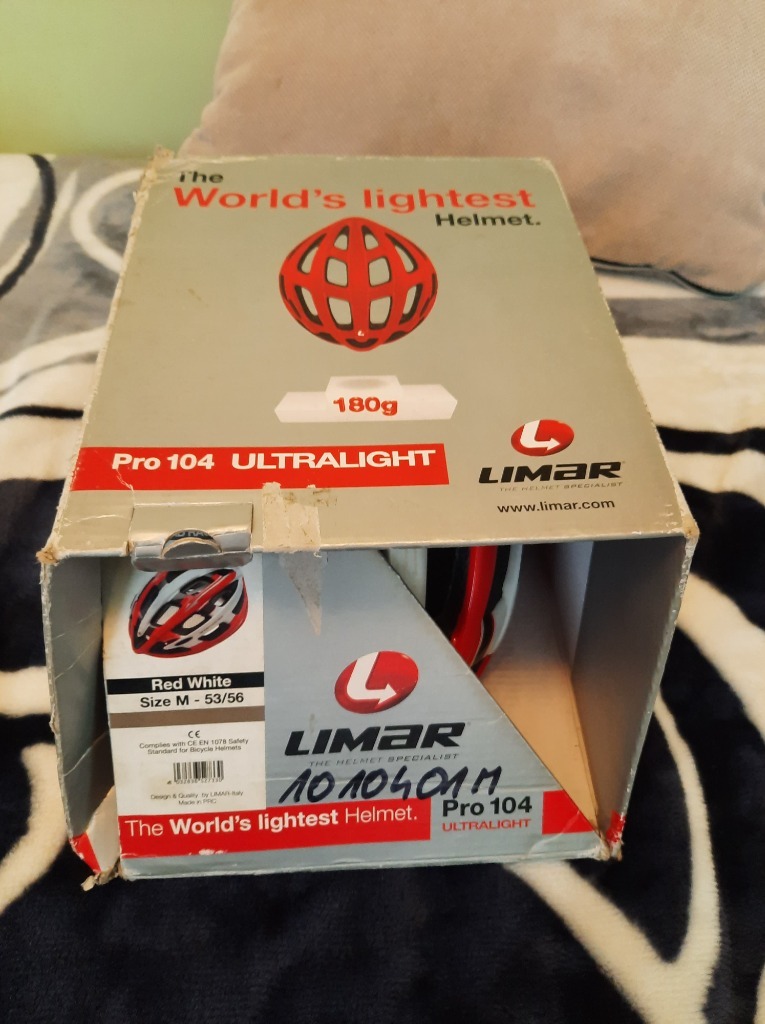 The
World's lightest
Helmet.
180g
Pro 104 ULTRALIGHT
LIMAR
THE HELMET SPECIALIST
www.limar.com
Red White
Size M - 53/56
CE
Complies with CE EN 1078 Safety
Standard for Bicycle Helmets
Design & Quality by LIMAR-Italy
Made in PRC
LIMAR
THE HELMET SPECIALIST
1010401M
The World's lightest Helmet.
Pro 104
ULTRALIGHT